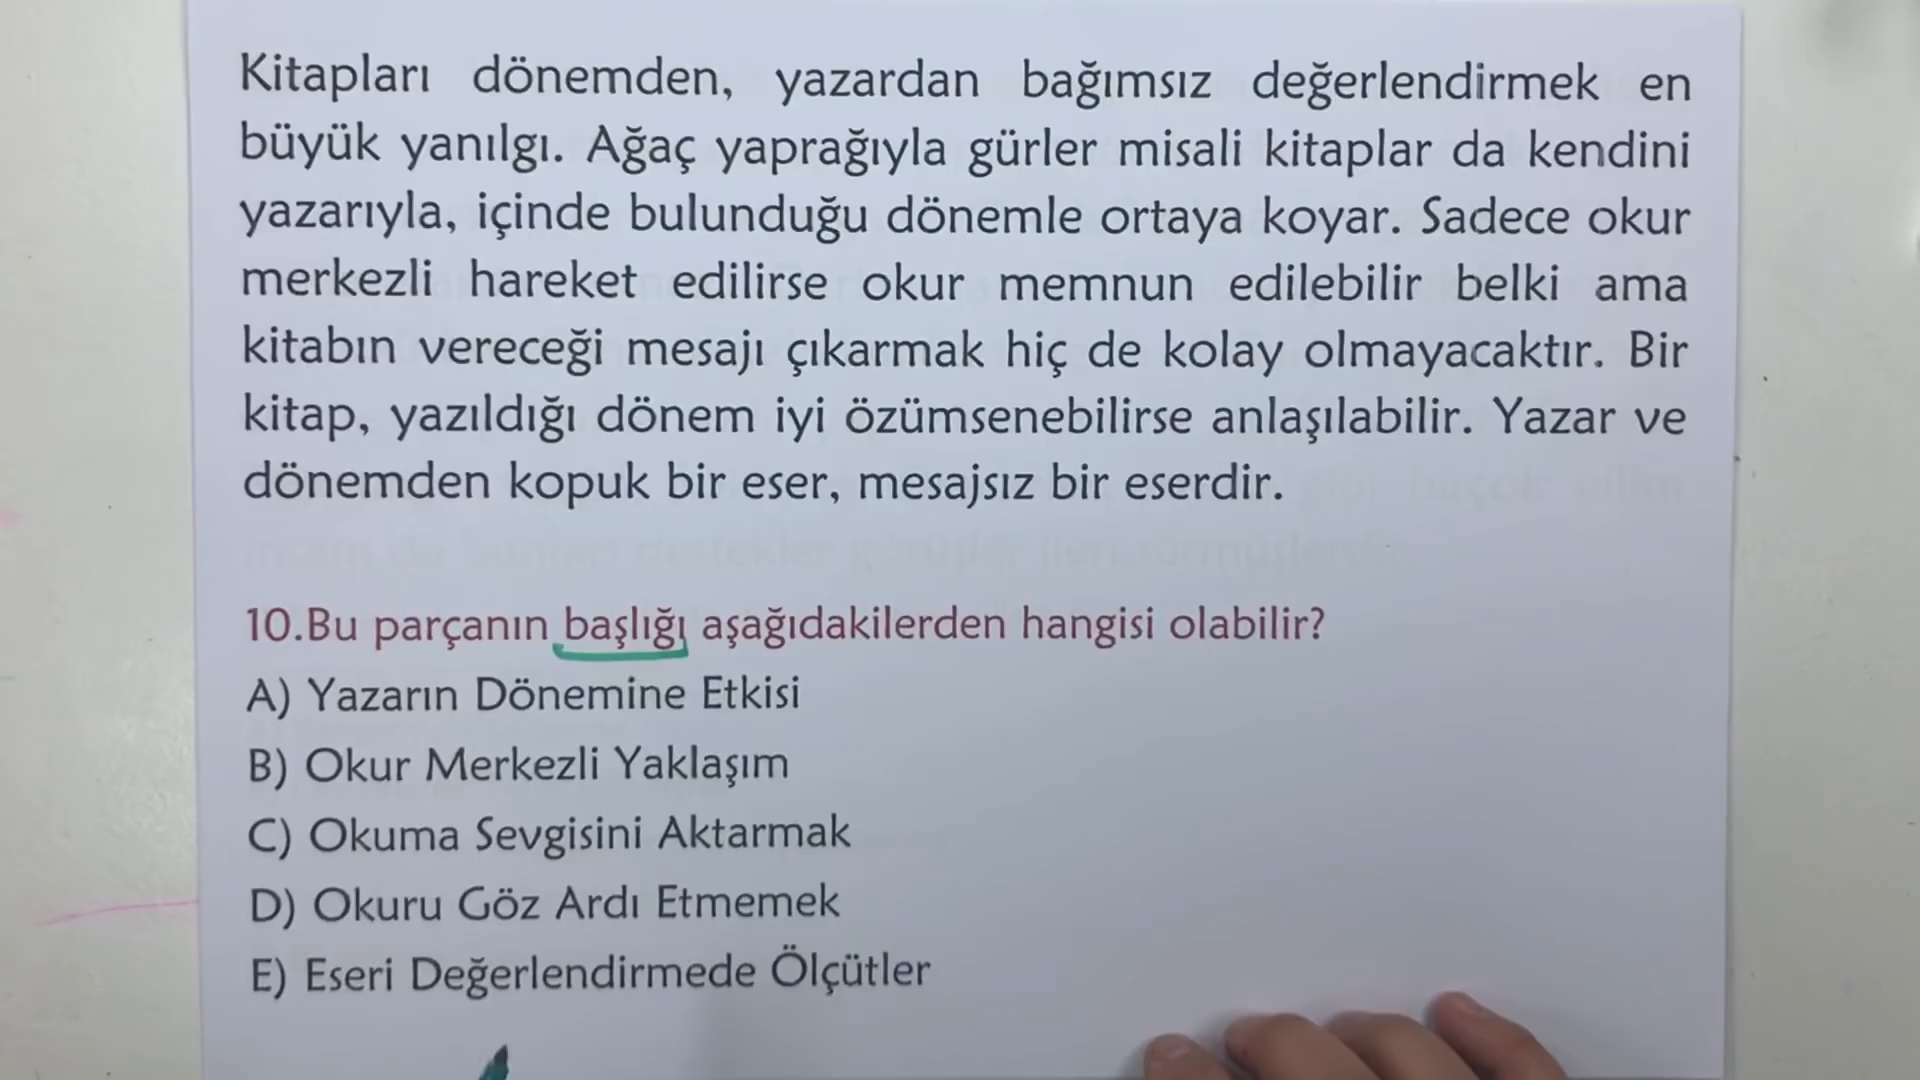 Kitapları dönemden, yazardan bağımsız değerlendirmek en
büyük yanılgı. Ağaç yaprağıyla gürler misali kitaplar da kendini
yazarıyla, içinde bulunduğu dönemle ortaya koyar. Sadece okur
merkezli hareket edilirse okur memnun edilebilir belki ama
kitabın vereceği mesajı çıkarmak hiç de kolay olmayacaktır. Bir
kitap, yazıldığı dönem iyi özümsenebilirse anlaşılabilir. Yazar ve
dönemden kopuk bir eser, mesajsız bir eserdir.
10.Bu parçanın başlığı aşağıdakilerden hangisi olabilir?
A) Yazarın Dönemine Etkisi
B) Okur Merkezli Yaklaşım
C) Okuma Sevgisini Aktarmak
D) Okuru Göz Ardı Etmemek
E) Eseri Değerlendirmede Ölçütler